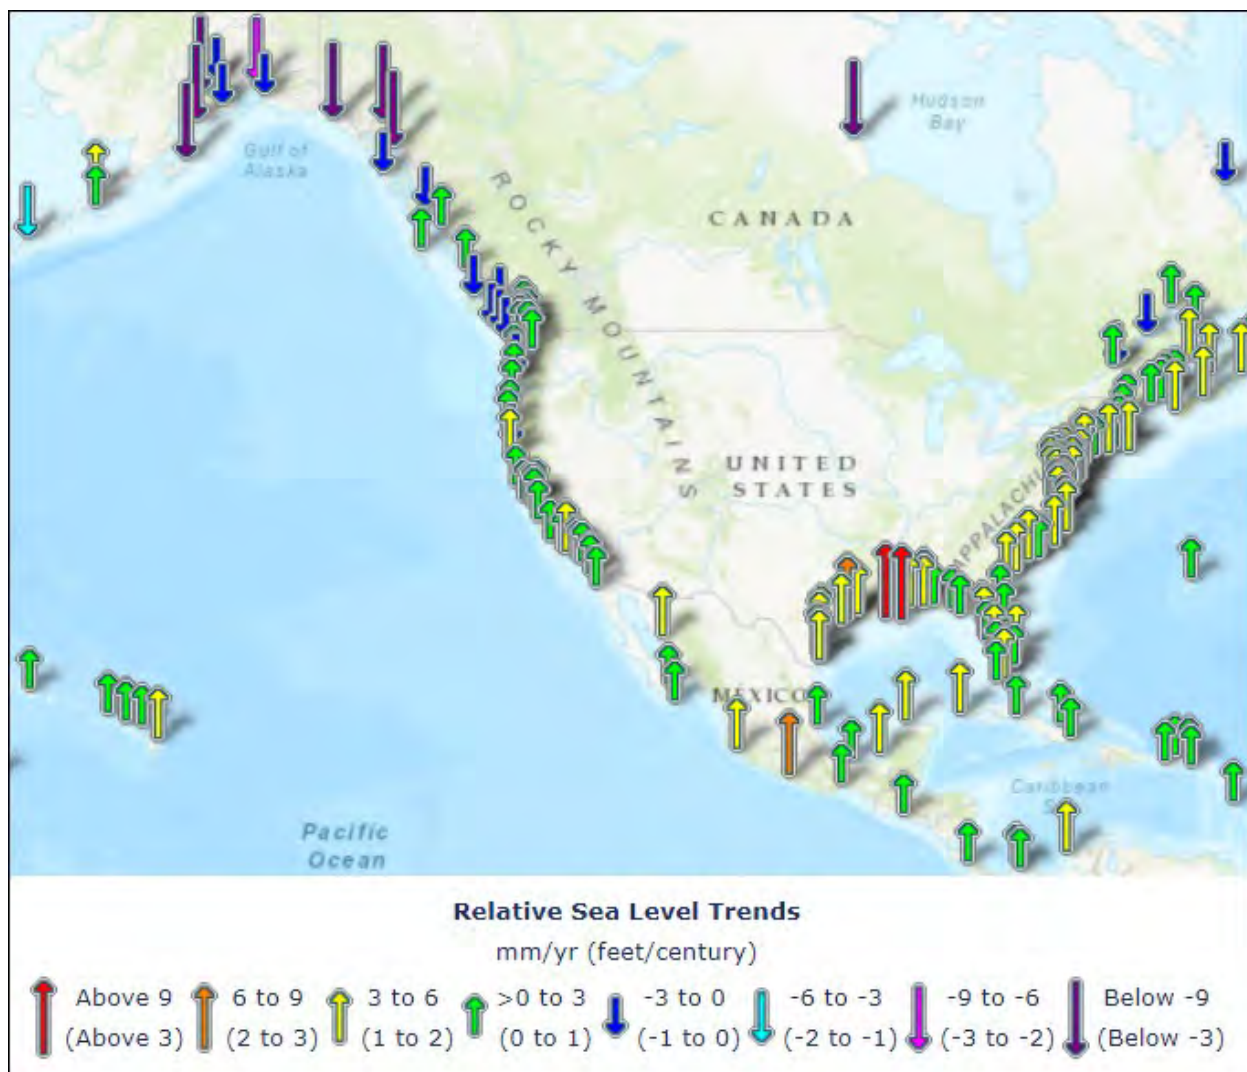 Hudson
Bay
Gulf of
Alaska
ROCKY MOUNTAINS
CANADA
UNITED
STATES
APPALACHI
MÉXICO
Caribbean
Pacific
Ocean
Relative Sea Level Trends
mm/yr (feet/century)
Above 9 6 to 9 3 to 6 >0 to 3 -3 to 0 -6 to -3 -9 to -6 Below -9
(Above 3) (2 to 3) (1 to 2) (0 to 1) (-1 to 0) (-2 to -1) (-3 to -2) (Below -3)